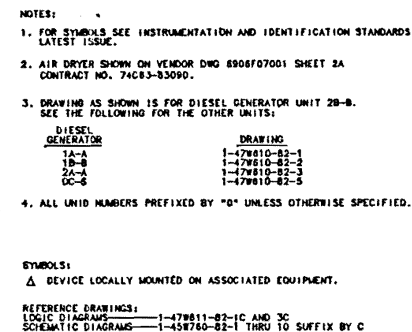 NOTES:
1. FOR SYMBOLS SEE INSTRUMENTATION AND IDENTIFICATION STANDARDS
LATEST ISSUE.
2. AIR DRYER SHOWN ON VENDOR DWG 6906F07001 SHEET 2A
CONTRACT NO. 74C83-83090.
3. DRAWING AS SHOWN IS FOR DIESEL GENERATOR UNIT 2B-B.
SEE THE FOLLOWING FOR THE OTHER UNITS:
DIESEL
GENERATOR DRAWING
1A-A 1-47W610-82-1
1B-B 1-47W610-82-2
2A-A 1-47W610-82-3
OC-S 1-47W610-82-5
4. ALL UNID NUMBERS PREFIXED BY "0" UNLESS OTHERWISE SPECIFIED.
SYMBOLS:
△ DEVICE LOCALLY MOUNTED ON ASSOCIATED EQUIPMENT.
REFERENCE DRAWINGS:
LOGIC DIAGRAMS———1-47W611-82-1C AND 3C
SCHEMATIC DIAGRAMS———1-45W760-82-1 THRU 10 SUFFIX BY C